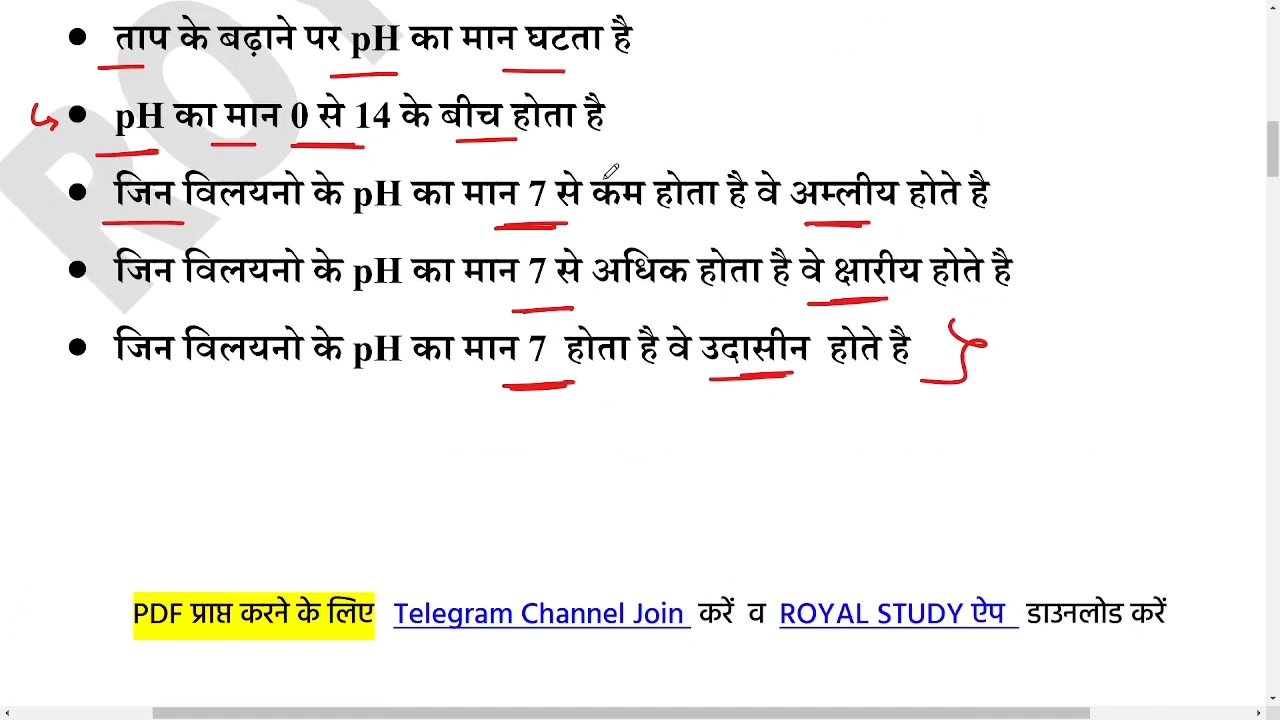 ● ताप के बढ़ाने पर pH का मान घटता है
● pH का मान 0 से 14 के बीच होता है
● जिन विलयनो के pH का मान 7 से कम होता है वे अम्लीय होते है
● जिन विलयनो के pH का मान 7 से अधिक होता है वे क्षारीय होते है
● जिन विलयनो के pH का मान 7 होता है वे उदासीन होते है
PDF प्राप्त करने के लिए Telegram Channel Join करें व ROYAL STUDY ऐप डाउनलोड करें